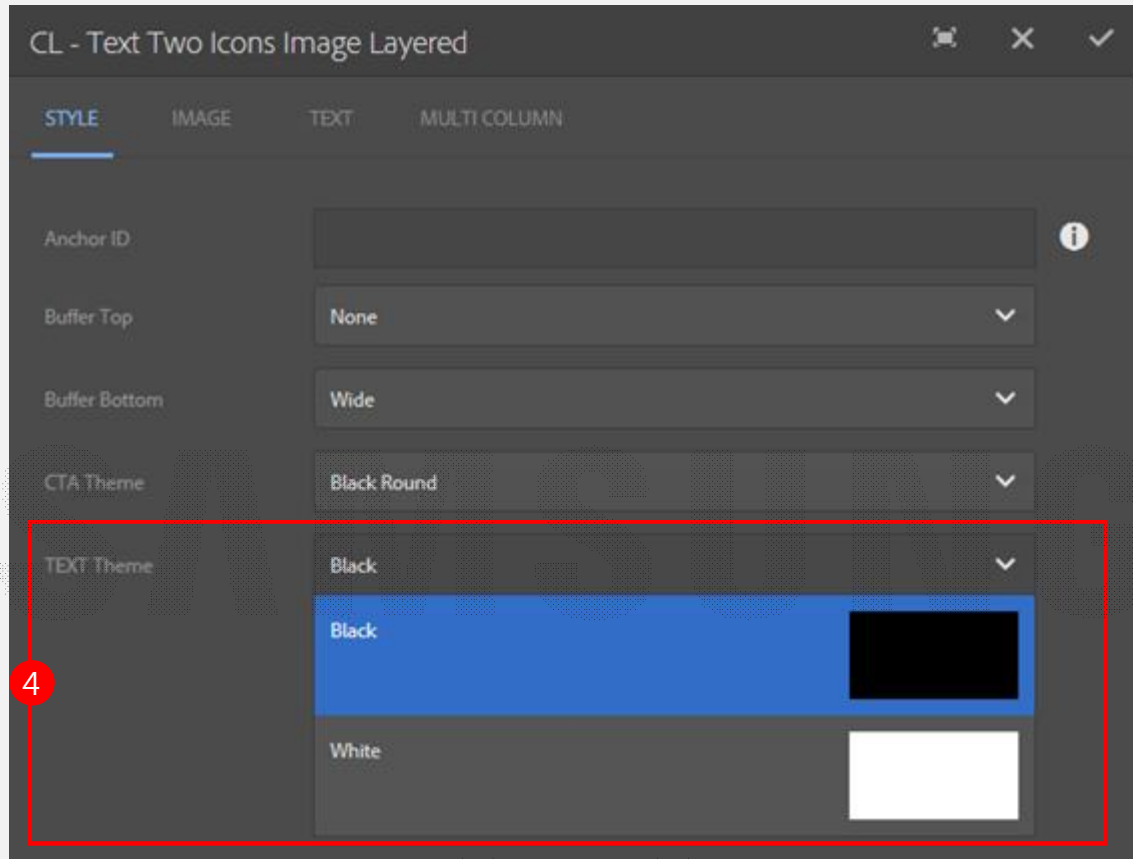 CL - Text Two Icons Image Layered
STYLE IMAGE TEXT MULTI COLUMN
Anchor ID
Buffer Top None
Buffer Bottom Wide
CTA Theme Black Round
SAMSUNG
TEXT Theme Black
Black
4
White